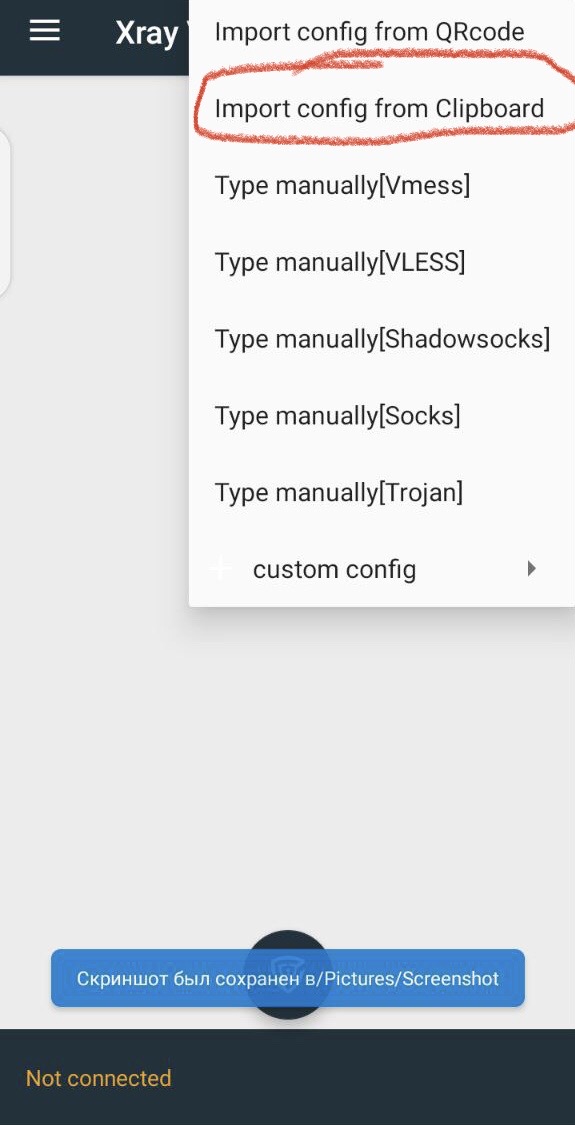 Xray
Import config from QRcode
Import config from Clipboard
Type manually[Vmess]
Type manually[VLESS]
Type manually[Shadowsocks]
Type manually[Socks]
Type manually[Trojan]
custom config
Скриншот был сохранен в/Pictures/Screenshot
Not connected